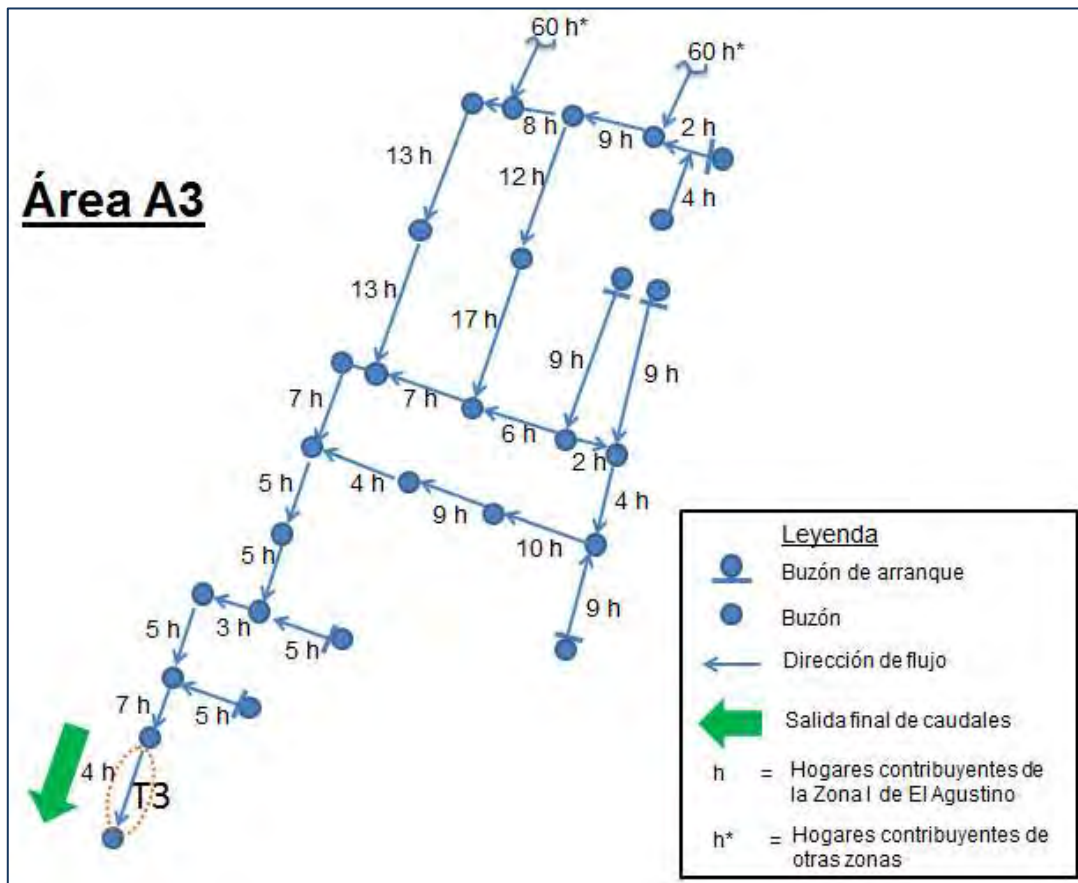 60 h*
60 h*
8 h
9 h
2 h
13 h
12 h
4 h
Área A3
13 h
17 h
9 h
9 h
7 h
7 h
6 h
2 h
5 h
4 h
4 h
9 h
10 h
5 h
9 h
5 h
3 h
5 h
7 h
5 h
4 h
T3
Leyenda
Buzón de arranque
Buzón
Dirección de flujo
Salida final de caudales
h = Hogares contribuyentes de
la Zona I de El Agustino
h* = Hogares contribuyentes de
otras zonas